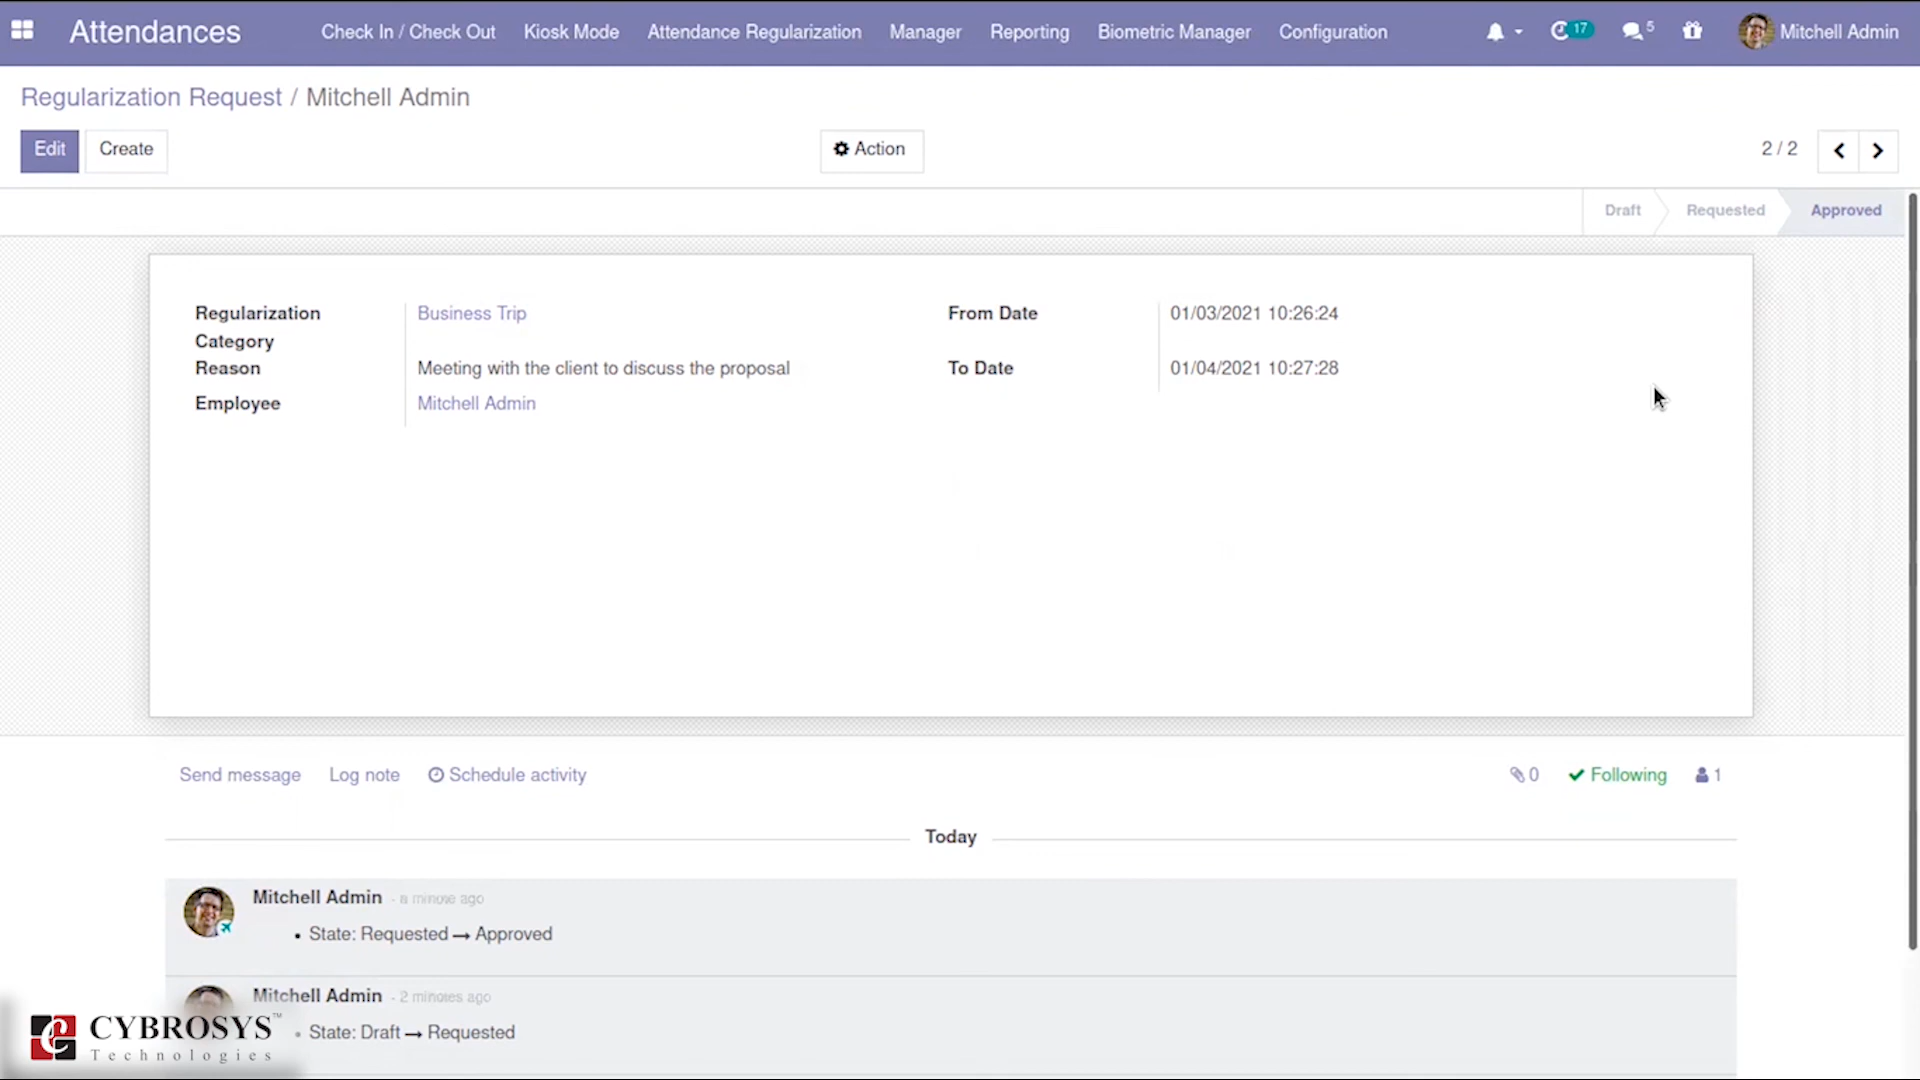 Attendances Check In / Check Out Kiosk Mode Attendance Regularization Manager Reporting Biometric Manager Configuration 17 5 Mitchell Admin
Regularization Request / Mitchell Admin
Edit Create Action 2 / 2
Draft Requested Approved
Regularization Category Business Trip From Date 01/03/2021 10:26:24
Reason Meeting with the client to discuss the proposal To Date 01/04/2021 10:27:28
Employee Mitchell Admin
Send message Log note Schedule activity 0 Following 1
Today
Mitchell Admin - a minute ago
• State: Requested → Approved
Mitchell Admin - 2 minutes ago
• State: Draft → Requested
CYBROSYS™
Technologies